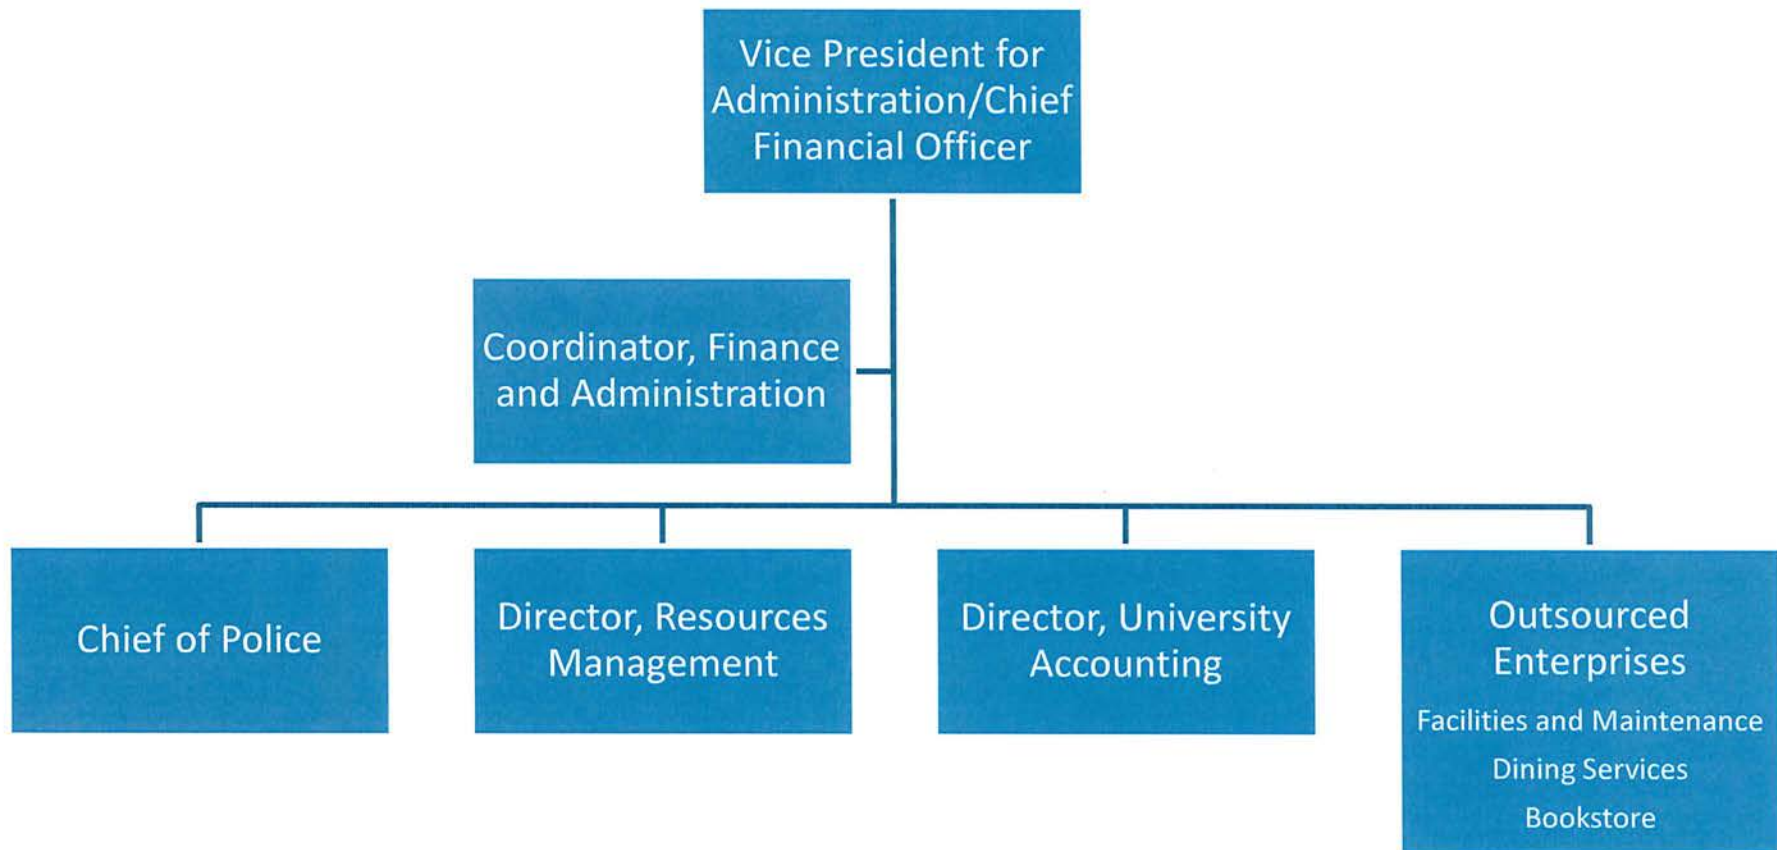 Vice President for
Administration/Chief
Financial Officer
Coordinator, Finance
and Administration
Chief of Police
Director, Resources
Management
Director, University
Accounting
Outsourced
Enterprises
Facilities and Maintenance
Dining Services
Bookstore